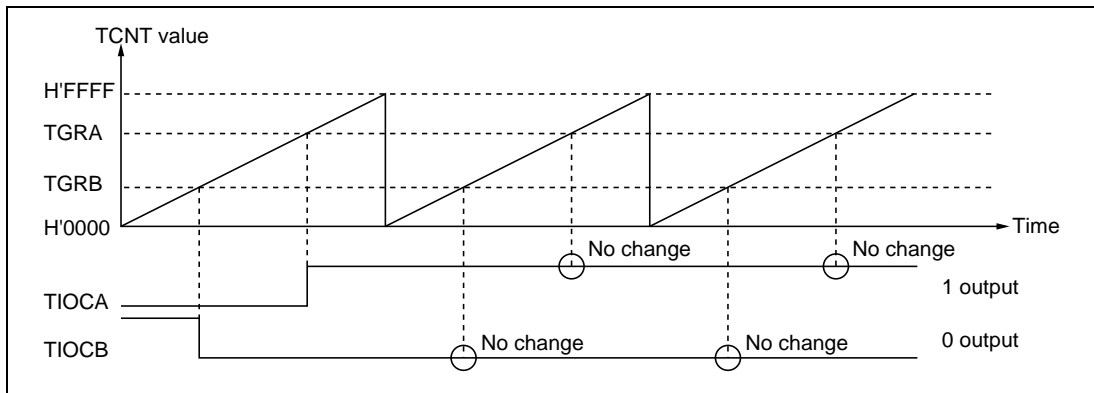 TCNT value
H'FFFF
TGRA
TGRB
H'0000
Time
No change
No change
TIOCA
1 output
No change
No change
TIOCB
0 output